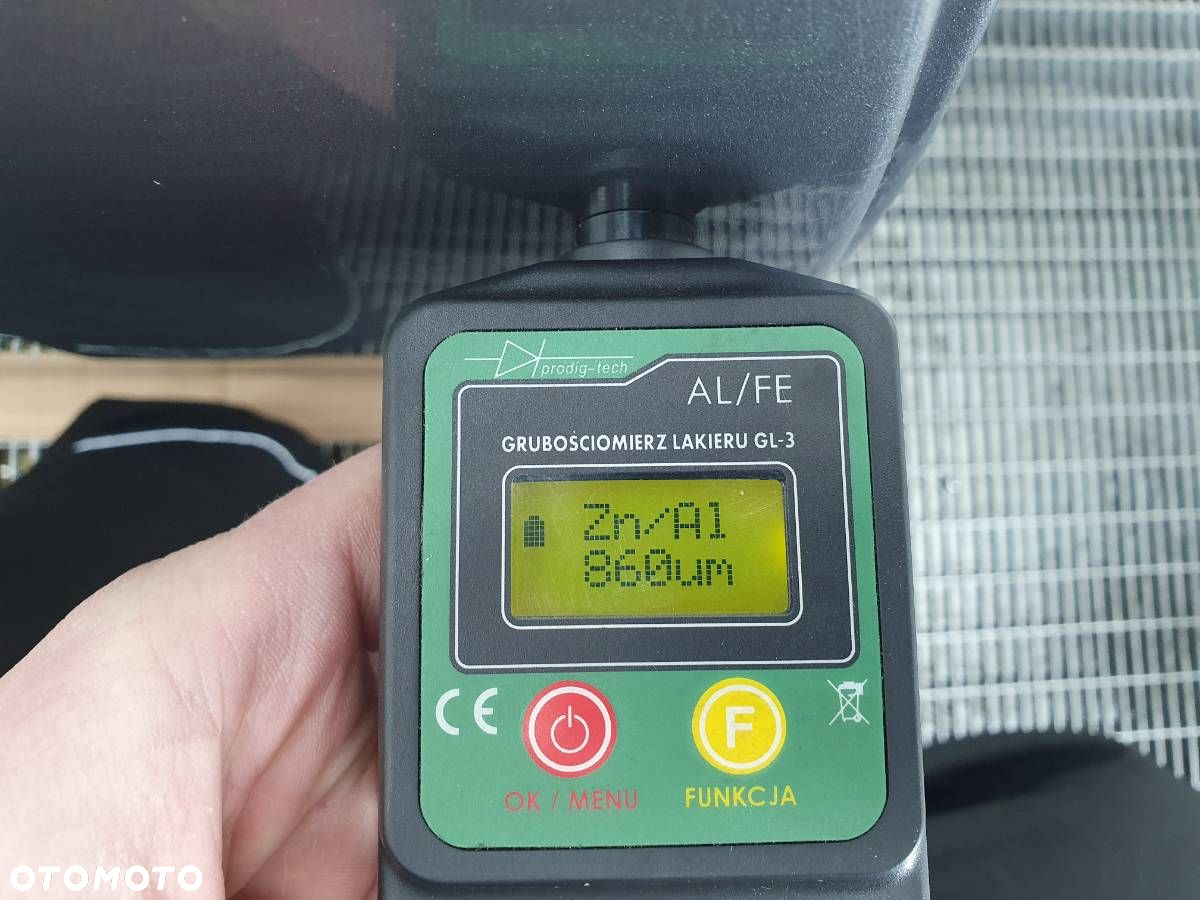 prodig-tech
AL/FE
GRUBOŚCIOMIERZ LAKIERU GL-3
Zn/Al
860um
CE
F
OK / MENU
FUNKCJA
OTOMOTO